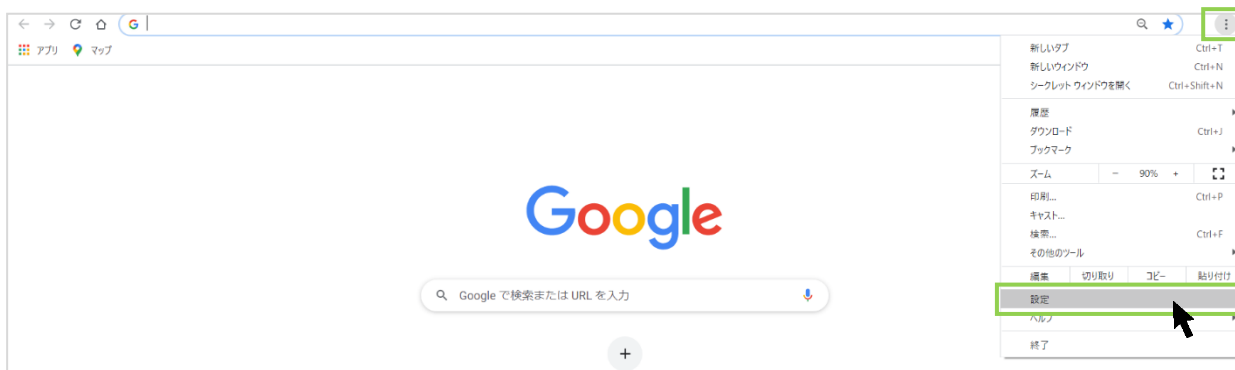 アプリ マップ
新しいタブ Ctrl+T
新しいウィンドウ Ctrl+N
シークレット ウィンドウを開く Ctrl+Shift+N
履歴
ダウンロード Ctrl+J
ブックマーク
ズーム － 90% +
印刷... Ctrl+P
キャスト...
検索... Ctrl+F
その他のツール
編集 切り取り コピー 貼り付け
設定
ヘルプ
終了
Google
Google で検索または URL を入力